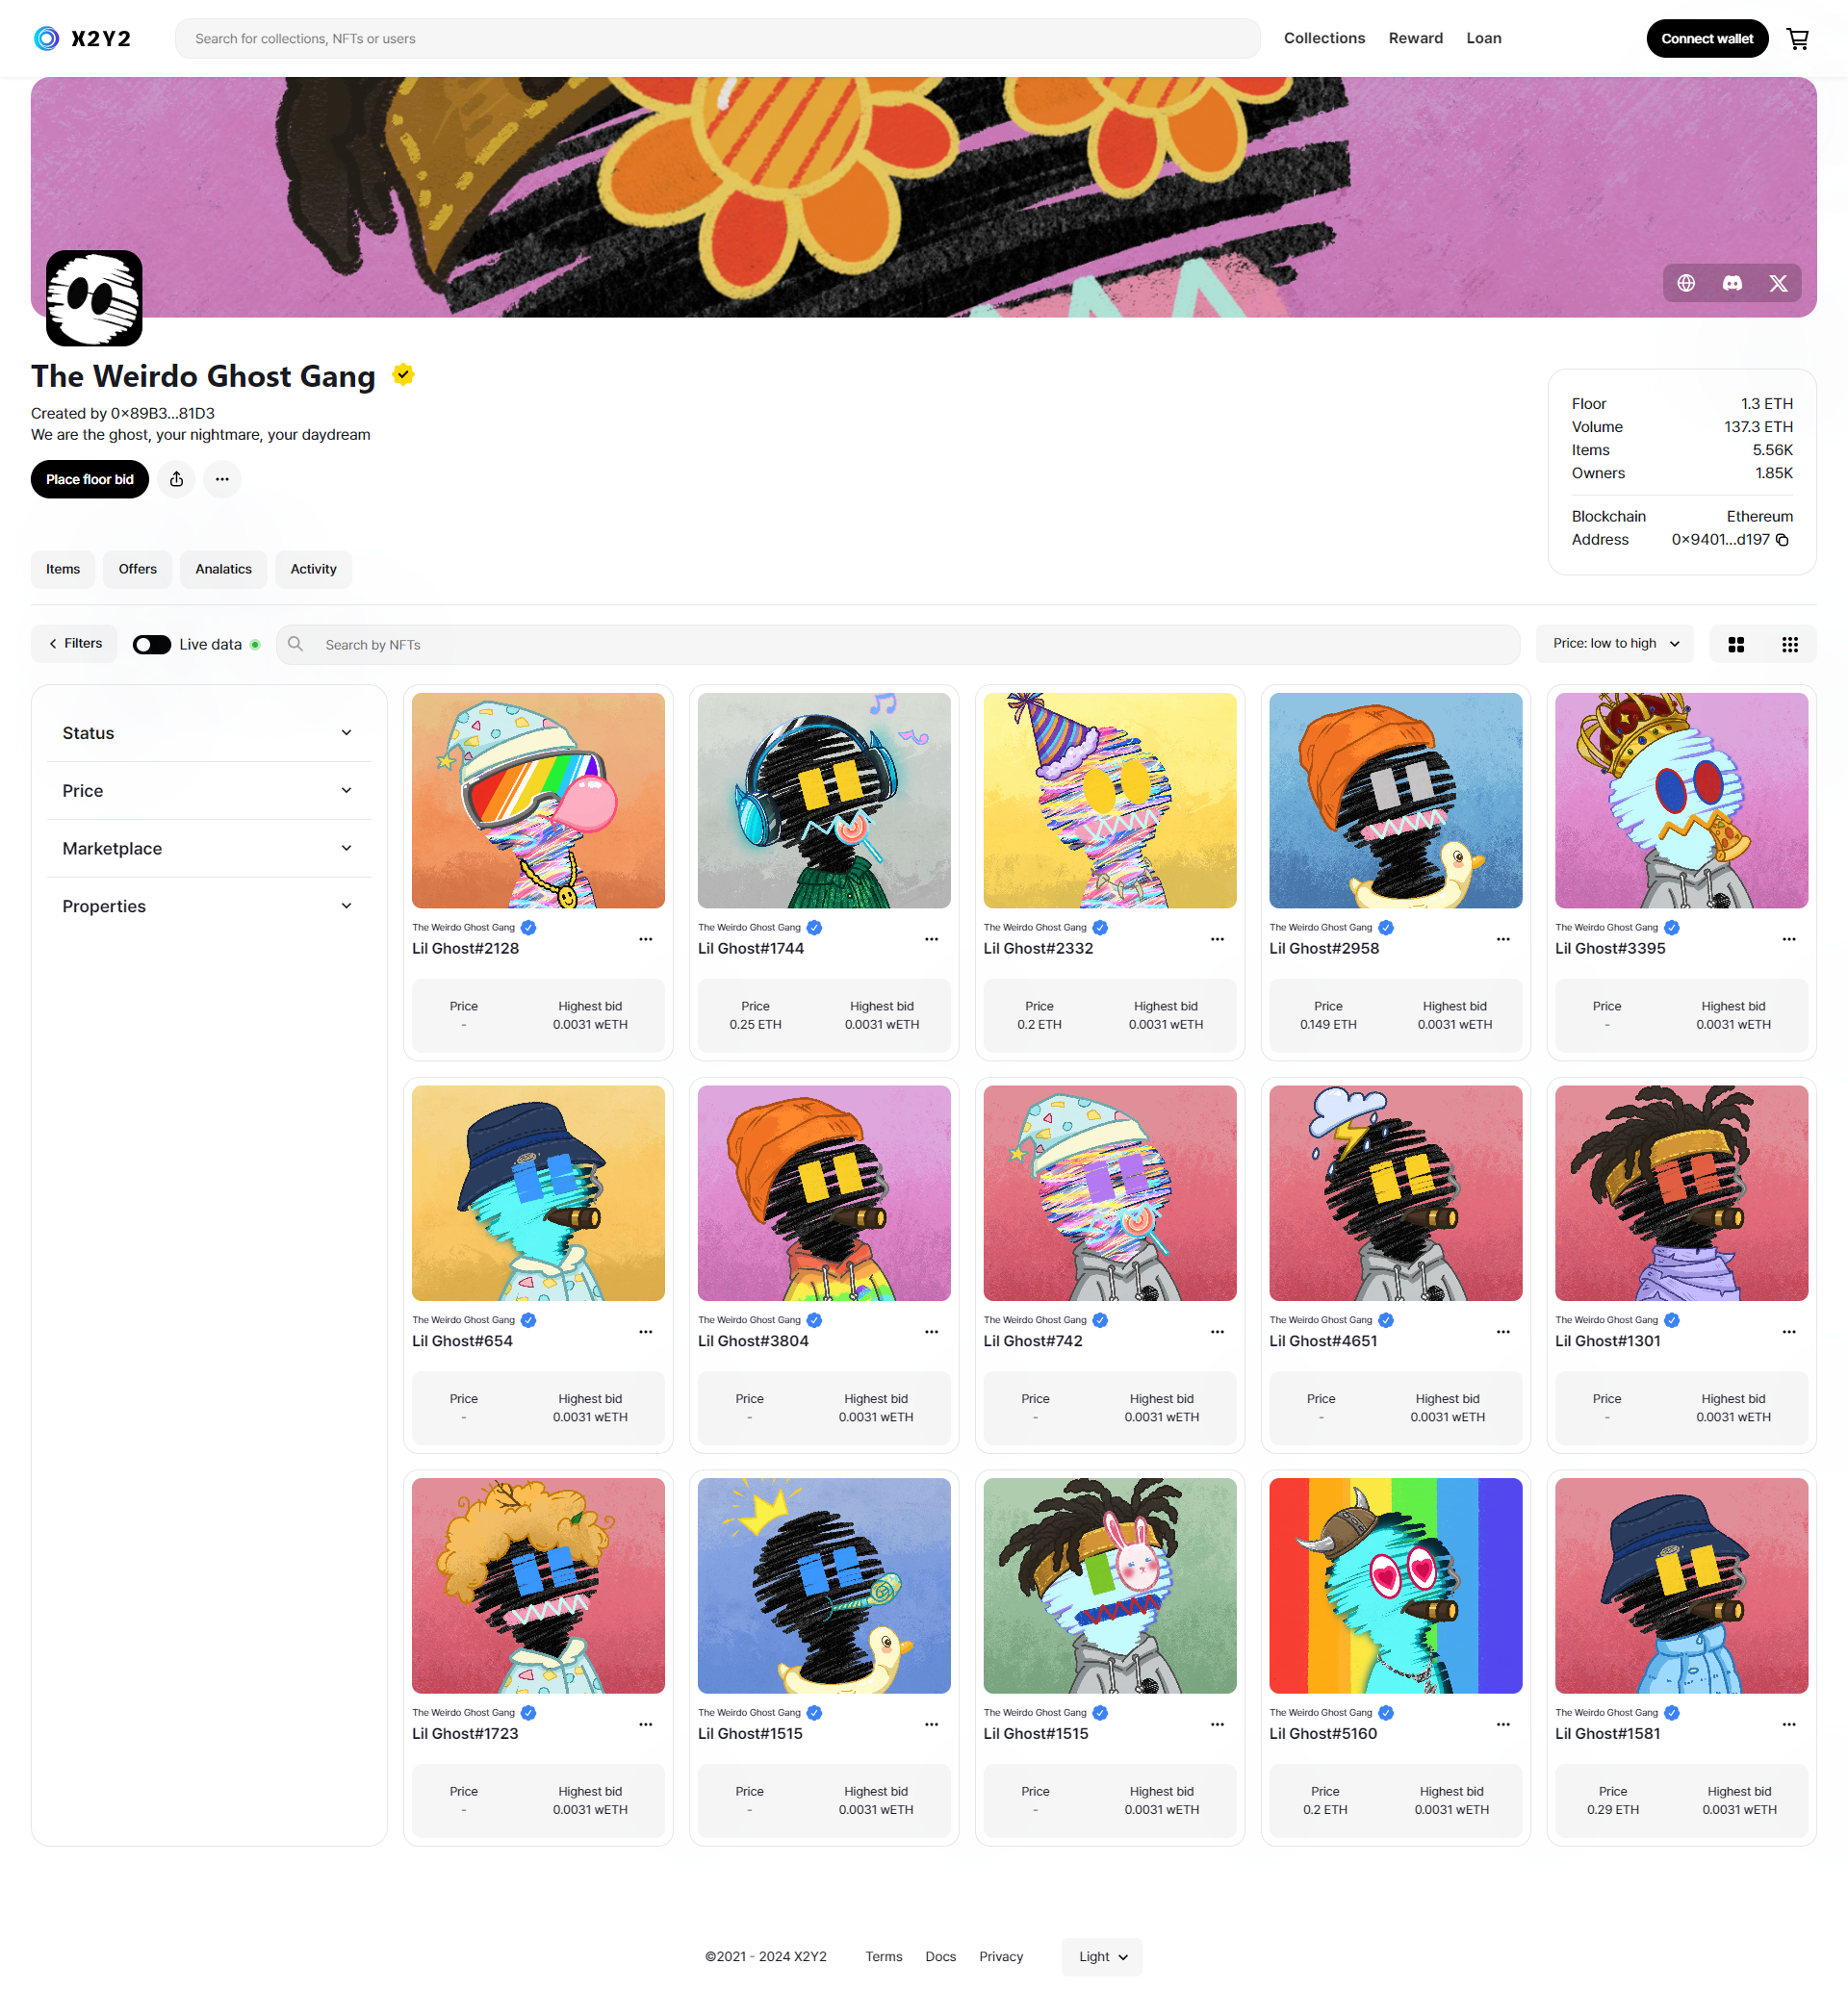 X2Y2
Search for collections, NFTs or users
Collections
Reward
Loan
Connect wallet
The Weirdo Ghost Gang
Created by 0×89B3...81D3
We are the ghost, your nightmare, your daydream
Place floor bid
Floor 1.3 ETH
Volume 137.3 ETH
Items 5.56K
Owners 1.85K
Blockchain Ethereum
Address 0×9401...d197
Items
Offers
Analatics
Activity
Filters
Live data
Search by NFTs
Price: low to high
Status
Price
Marketplace
Properties
The Weirdo Ghost Gang
Lil Ghost#2128
Price Highest bid
- 0.0031 wETH
The Weirdo Ghost Gang
Lil Ghost#1744
Price Highest bid
0.25 ETH 0.0031 wETH
The Weirdo Ghost Gang
Lil Ghost#2332
Price Highest bid
0.2 ETH 0.0031 wETH
The Weirdo Ghost Gang
Lil Ghost#2958
Price Highest bid
0.149 ETH 0.0031 wETH
The Weirdo Ghost Gang
Lil Ghost#3395
Price Highest bid
- 0.0031 wETH
The Weirdo Ghost Gang
Lil Ghost#654
Price Highest bid
- 0.0031 wETH
The Weirdo Ghost Gang
Lil Ghost#3804
Price Highest bid
- 0.0031 wETH
The Weirdo Ghost Gang
Lil Ghost#742
Price Highest bid
- 0.0031 wETH
The Weirdo Ghost Gang
Lil Ghost#4651
Price Highest bid
- 0.0031 wETH
The Weirdo Ghost Gang
Lil Ghost#1301
Price Highest bid
- 0.0031 wETH
The Weirdo Ghost Gang
Lil Ghost#1723
Price Highest bid
- 0.0031 wETH
The Weirdo Ghost Gang
Lil Ghost#1515
Price Highest bid
- 0.0031 wETH
The Weirdo Ghost Gang
Lil Ghost#1515
Price Highest bid
- 0.0031 wETH
The Weirdo Ghost Gang
Lil Ghost#5160
Price Highest bid
0.2 ETH 0.0031 wETH
The Weirdo Ghost Gang
Lil Ghost#1581
Price Highest bid
0.29 ETH 0.0031 wETH
©2021 - 2024 X2Y2
Terms
Docs
Privacy
Light